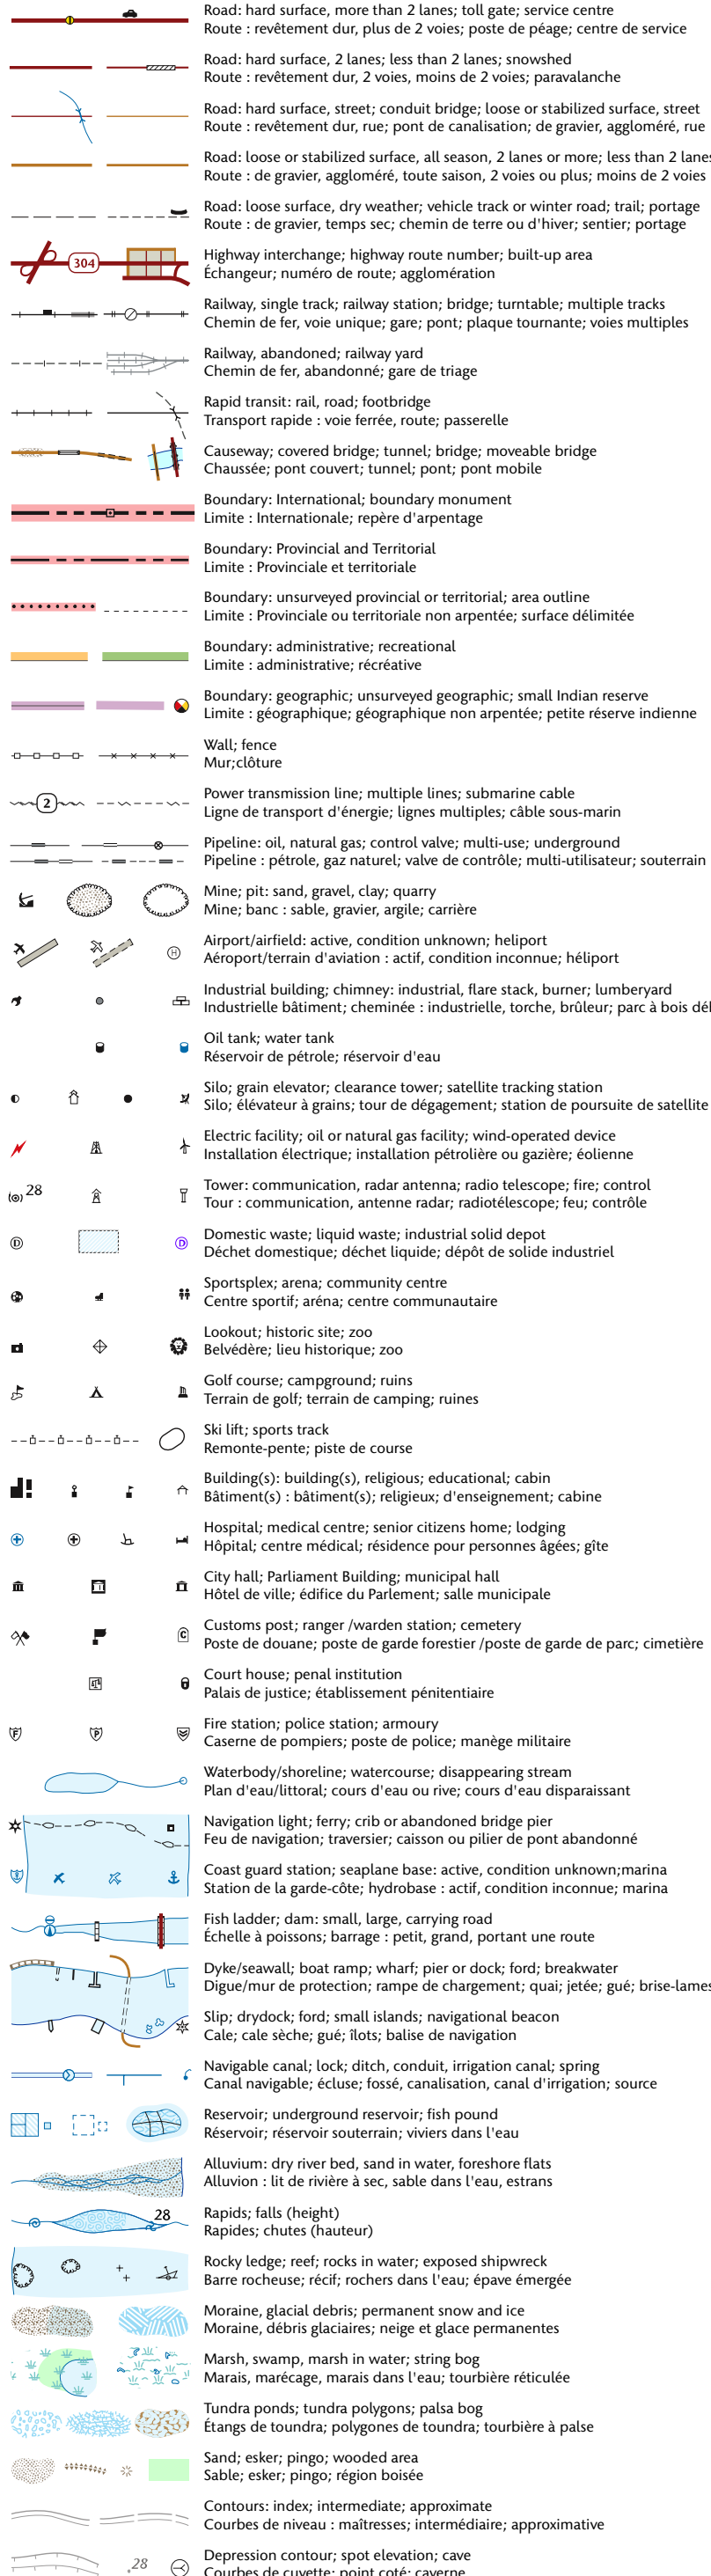 Road: hard surface, more than 2 lanes; toll gate; service centre
Route : revêtement dur, plus de 2 voies; poste de péage; centre de service
Road: hard surface, 2 lanes; less than 2 lanes; snowshed
Route : revêtement dur, 2 voies, moins de 2 voies; paravalanche
Road: hard surface, street; conduit bridge; loose or stabilized surface, street
Route : revêtement dur, rue; pont de canalisation; de gravier, aggloméré, rue
Road: loose or stabilized surface, all season, 2 lanes or more; less than 2 lanes
Route : de gravier, aggloméré, toute saison, 2 voies ou plus; moins de 2 voies
Road: loose surface, dry weather; vehicle track or winter road; trail; portage
Route : de gravier, temps sec; chemin de terre ou d'hiver; sentier; portage
304
Highway interchange; highway route number; built-up area
Échangeur; numéro de route; agglomération
Railway, single track; railway station; bridge; turntable; multiple tracks
Chemin de fer, voie unique; gare; pont; plaque tournante; voies multiples
Railway, abandoned; railway yard
Chemin de fer, abandonné; gare de triage
Rapid transit: rail, road; footbridge
Transport rapide : voie ferrée, route; passerelle
Causeway; covered bridge; tunnel; bridge; moveable bridge
Chaussée; pont couvert; tunnel; pont; pont mobile
Boundary: International; boundary monument
Limite : Internationale; repère d'arpentage
Boundary: Provincial and Territorial
Limite : Provinciale et territoriale
Boundary: unsurveyed provincial or territorial; area outline
Limite : Provinciale ou territoriale non arpentée; surface délimitée
Boundary: administrative; recreational
Limite : administrative; récréative
Boundary: geographic; unsurveyed geographic; small Indian reserve
Limite : géographique; géographique non arpentée; petite réserve indienne
Wall; fence
Mur;clôture
2
Power transmission line; multiple lines; submarine cable
Ligne de transport d'énergie; lignes multiples; câble sous-marin
Pipeline: oil, natural gas; control valve; multi-use; underground
Pipeline : pétrole, gaz naturel; valve de contrôle; multi-utilisateur; souterrain
Mine; pit: sand, gravel, clay; quarry
Mine; banc : sable, gravier, argile; carrière
H
Airport/airfield: active, condition unknown; heliport
Aéroport/terrain d'aviation : actif, condition inconnue; héliport
Industrial building; chimney: industrial, flare stack, burner; lumberyard
Industrielle bâtiment; cheminée : industrielle, torche, brûleur; parc à bois
Oil tank; water tank
Réservoir de pétrole; réservoir d'eau
Silo; grain elevator; clearance tower; satellite tracking station
Silo; élévateur à grains; tour de dégagement; station de poursuite de satellite
Electric facility; oil or natural gas facility; wind-operated device
Installation électrique; installation pétrolière ou gazière; éolienne
28
Tower: communication, radar antenna; radio telescope; fire; control
Tour : communication, antenne radar; radiotélescope; feu; contrôle
D D
Domestic waste; liquid waste; industrial solid depot
Déchet domestique; déchet liquide; dépôt de solide industriel
Sportsplex; arena; community centre
Centre sportif; aréna; centre communautaire
Lookout; historic site; zoo
Belvédère; lieu historique; zoo
Golf course; campground; ruins
Terrain de golf; terrain de camping; ruines
Ski lift; sports track
Remonte-pente; piste de course
Building(s): building(s), religious; educational; cabin
Bâtiment(s) : bâtiment(s); religieux; d'enseignement; cabine
Hospital; medical centre; senior citizens home; lodging
Hôpital; centre médical; résidence pour personnes âgées; gîte
City hall; Parliament Building; municipal hall
Hôtel de ville; édifice du Parlement; salle municipale
C
Customs post; ranger /warden station; cemetery
Poste de douane; poste de garde forestier /poste de garde de parc; cimetière
Court house; penal institution
Palais de justice; établissement pénitentiaire
F P
Fire station; police station; armoury
Caserne de pompiers; poste de police; manège militaire
Waterbody/shoreline; watercourse; disappearing stream
Plan d'eau/littoral; cours d'eau ou rive; cours d'eau disparaissant
Navigation light; ferry; crib or abandoned bridge pier
Feu de navigation; traversier; caisson ou pilier de pont abandonné
Coast guard station; seaplane base: active, condition unknown;marina
Station de la garde-côte; hydrobase : actif, condition inconnue; marina
Fish ladder; dam: small, large, carrying road
Échelle à poissons; barrage : petit, grand, portant une route
Dyke/seawall; boat ramp; wharf; pier or dock; ford; breakwater
Digue/mur de protection; rampe de chargement; quai; jetée; gué; brise-lames
Slip; drydock; ford; small islands; navigational beacon
Cale; cale sèche; gué; îlots; balise de navigation
Navigable canal; lock; ditch, conduit, irrigation canal; spring
Canal navigable; écluse; fossé, canalisation, canal d'irrigation; source
Reservoir; underground reservoir; fish pound
Réservoir; réservoir souterrain; viviers dans l'eau
Alluvium: dry river bed, sand in water, foreshore flats
Alluvion : lit de rivière à sec, sable dans l'eau, estrans
28
Rapids; falls (height)
Rapides; chutes (hauteur)
Rocky ledge; reef; rocks in water; exposed shipwreck
Barre rocheuse; récif; rochers dans l'eau; épave émergée
Moraine, glacial debris; permanent snow and ice
Moraine, débris glaciaires; neige et glace permanentes
Marsh, swamp, marsh in water; string bog
Marais, marécage, marais dans l'eau; tourbière réticulée
Tundra ponds; tundra polygons; palsa bog
Étangs de toundra; polygones de toundra; tourbière à palse
Sand; esker; pingo; wooded area
Sable; esker; pingo; région boisée
Contours: index; intermediate; approximate
Courbes de niveau : maîtresses; intermédiaire; approximative
.28
Depression contour; spot elevation; cave
Courbes de cuvette; point coté; caverne